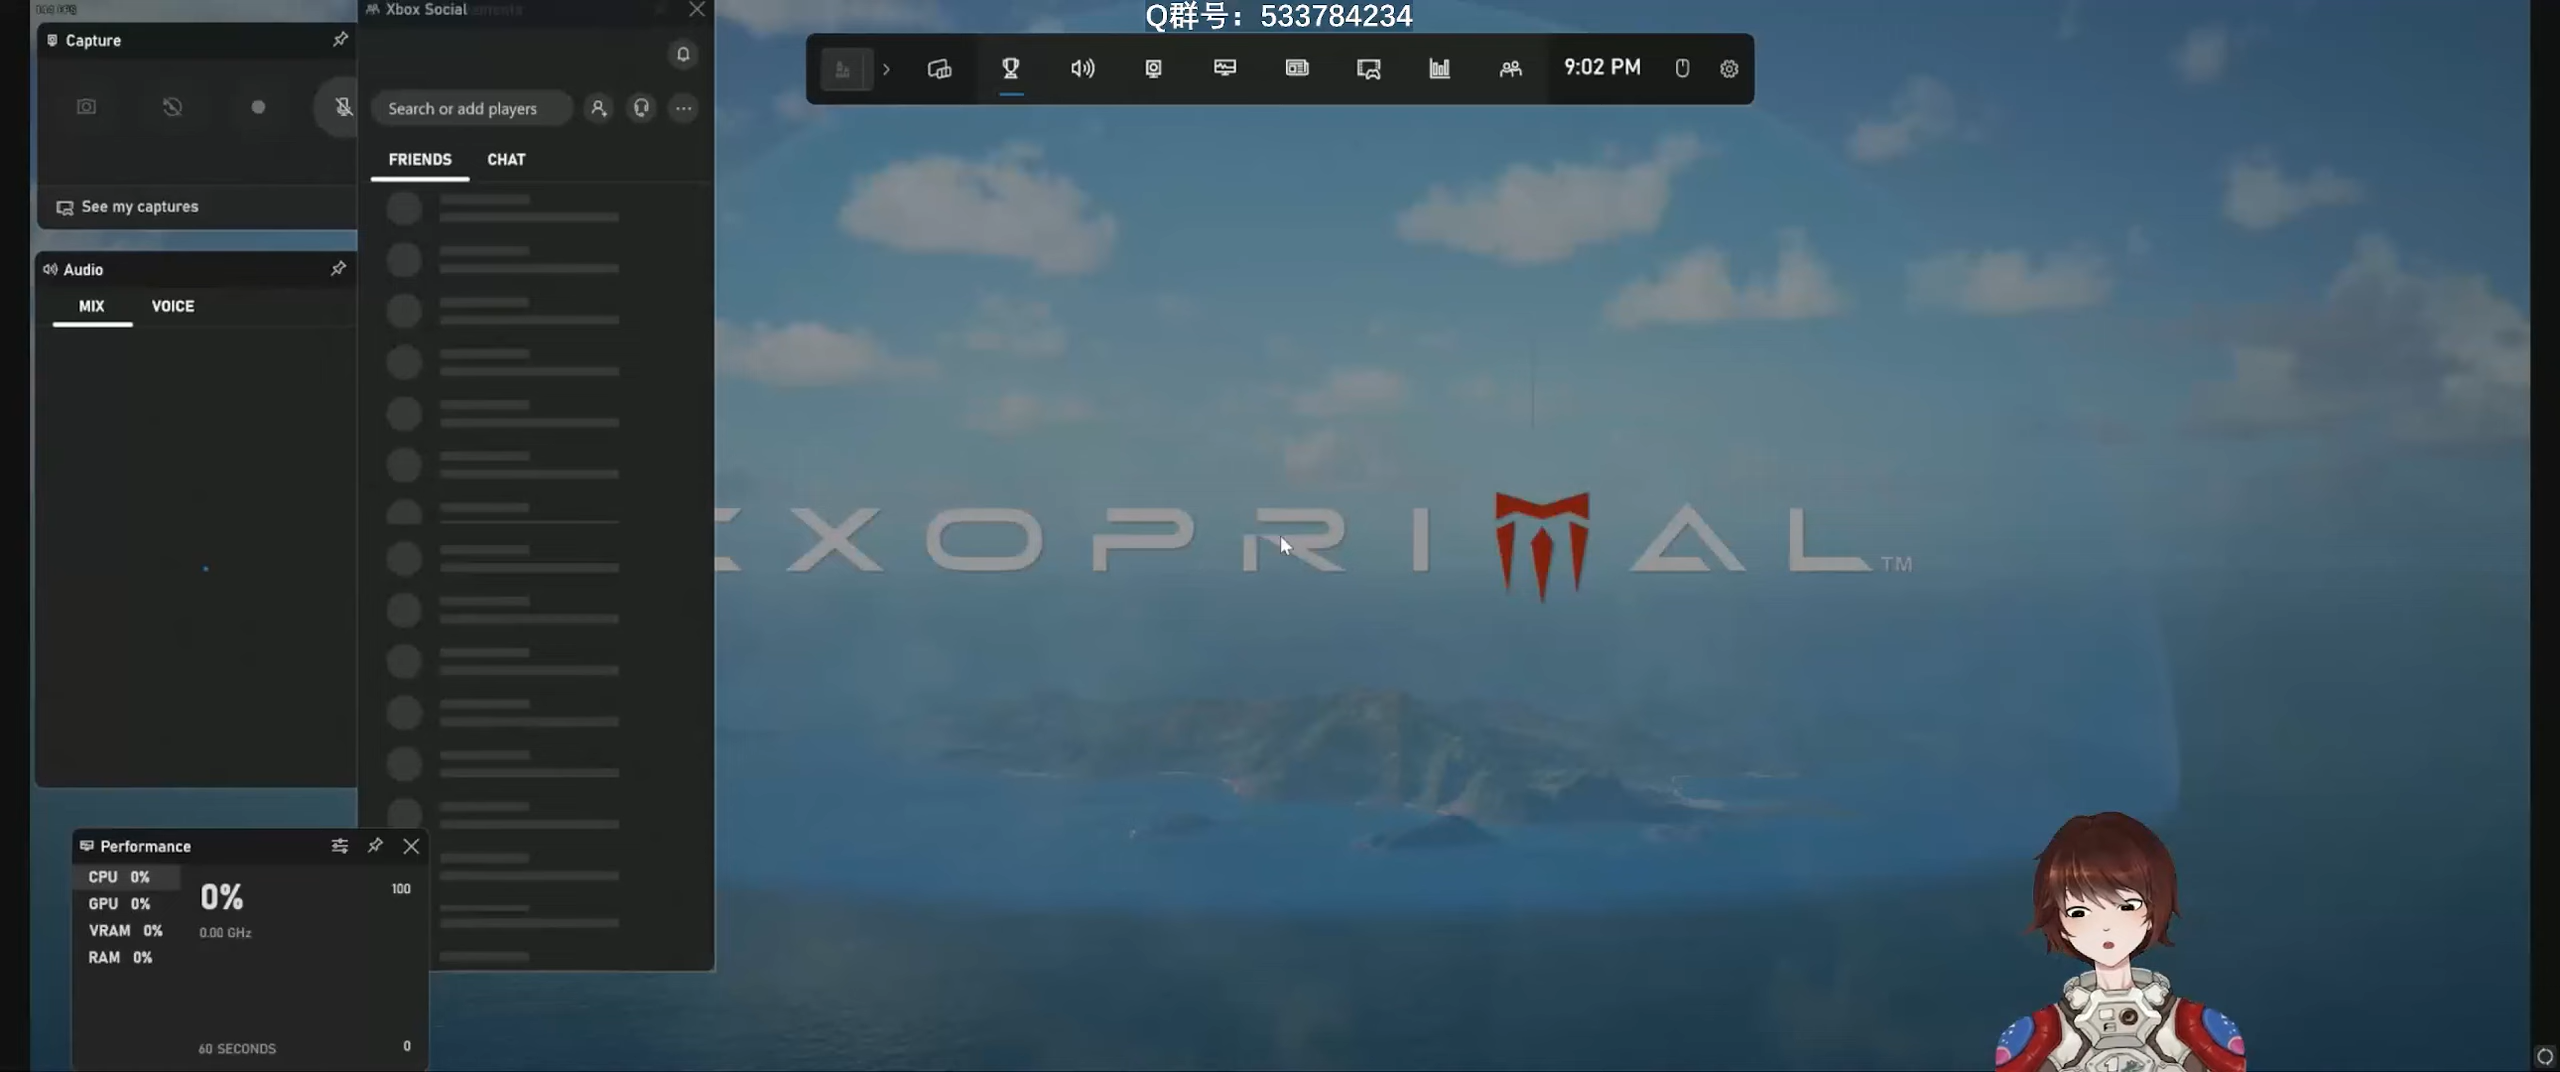 Q群号：533784234
Capture
See my captures
Audio
MIX VOICE
Xbox Social
Search or add players
FRIENDS CHAT
9:02 PM
EXOPRIMAL™
Performance
CPU 0%
GPU 0%
VRAM 0%
RAM 0%
0%
0.00 GHz
100
60 SECONDS
0